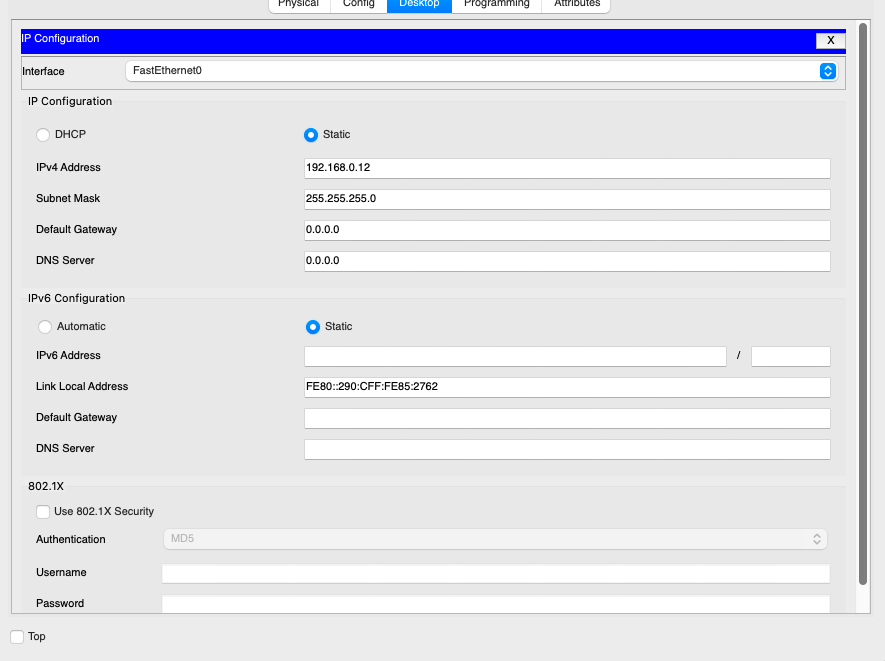 Physical Config Desktop Programming Attributes
IP Configuration
X
Interface FastEthernet0
IP Configuration
DHCP Static
IPv4 Address 192.168.0.12
Subnet Mask 255.255.255.0
Default Gateway 0.0.0.0
DNS Server 0.0.0.0
IPv6 Configuration
Automatic Static
IPv6 Address /
Link Local Address FE80::290:CFF:FE85:2762
Default Gateway
DNS Server
802.1X
Use 802.1X Security
Authentication MD5
Username
Password
Top